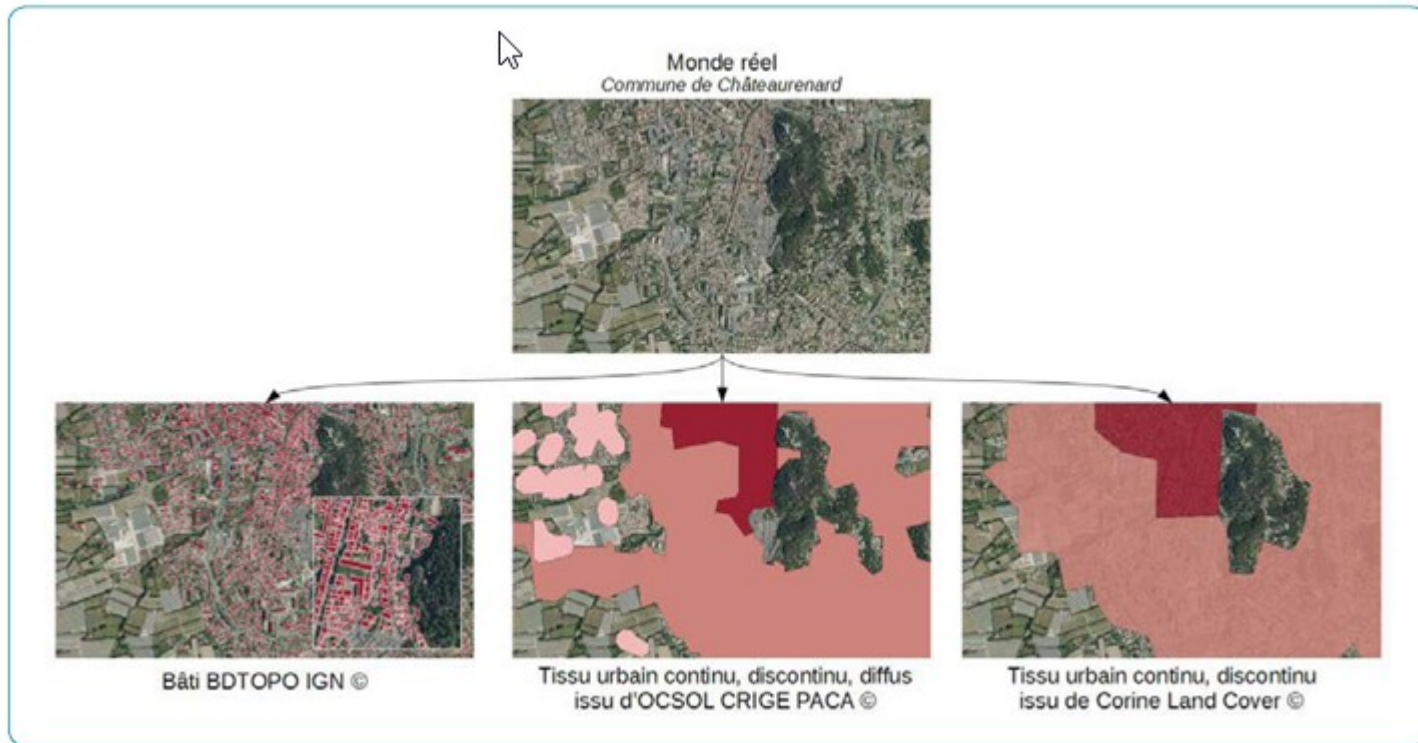 Monde réel
Commune de Châteaurenard
Bâti BDTOPO IGN ©
Tissu urbain continu, discontinu, diffus
issu d'OCSOL CRIGE PACA ©
Tissu urbain continu, discontinu
issu de Corine Land Cover ©